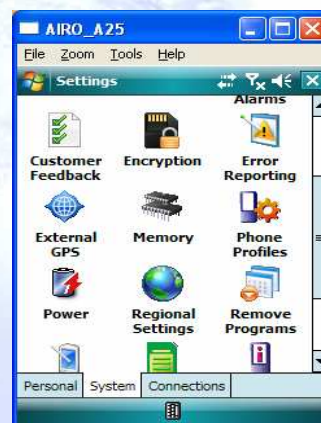 AIRO_A25
File Zoom Tools Help
Settings
Alarms
Customer Feedback
Encryption
Error Reporting
External GPS
Memory
Phone Profiles
Power
Regional Settings
Remove Programs
Personal System Connections